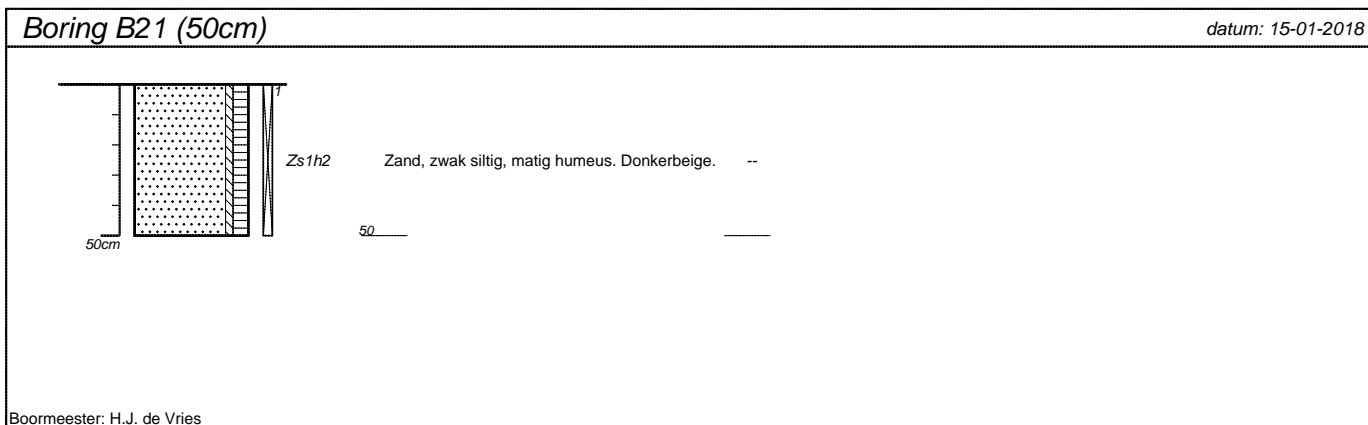 Boring B21 (50cm) datum: 15-01-2018
1
Zs1h2 Zand, zwak siltig, matig humeus. Donkerbeige. --
50cm 50
Boormeester: H.J. de Vries